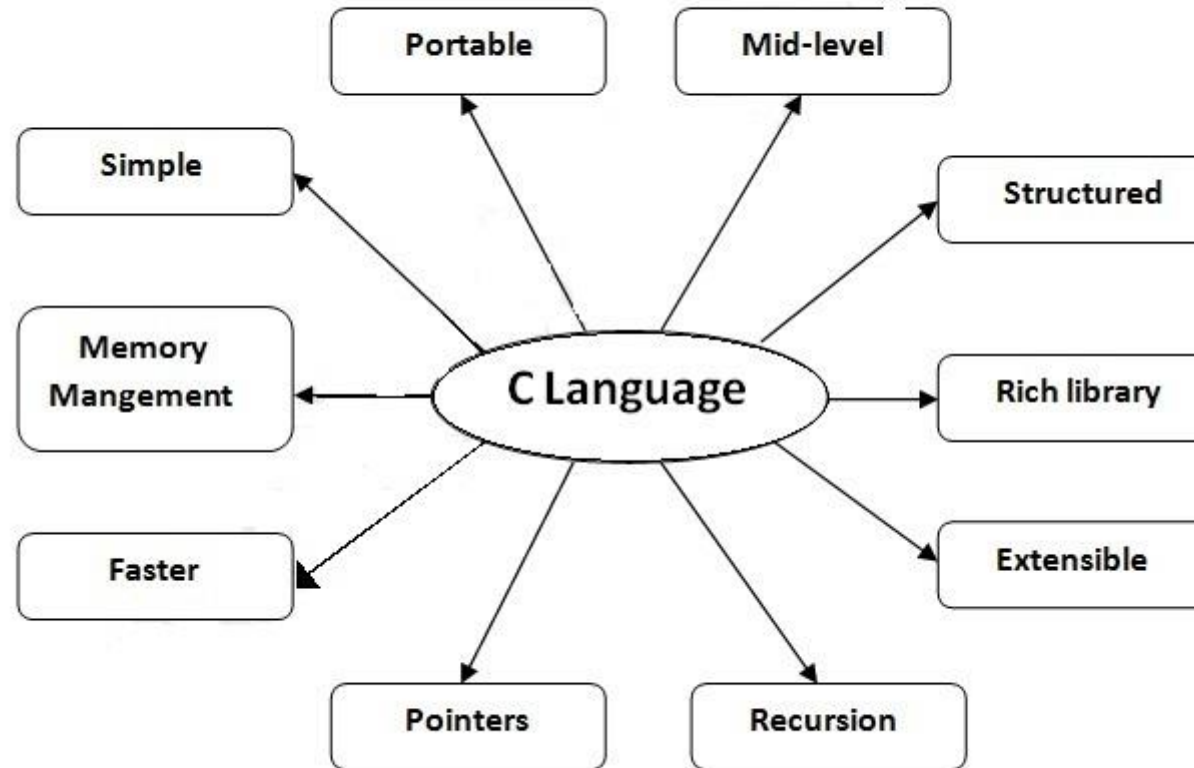 Portable
Mid-level
Simple
Structured
Memory
Mangement
C Language
Rich library
Faster
Extensible
Pointers
Recursion